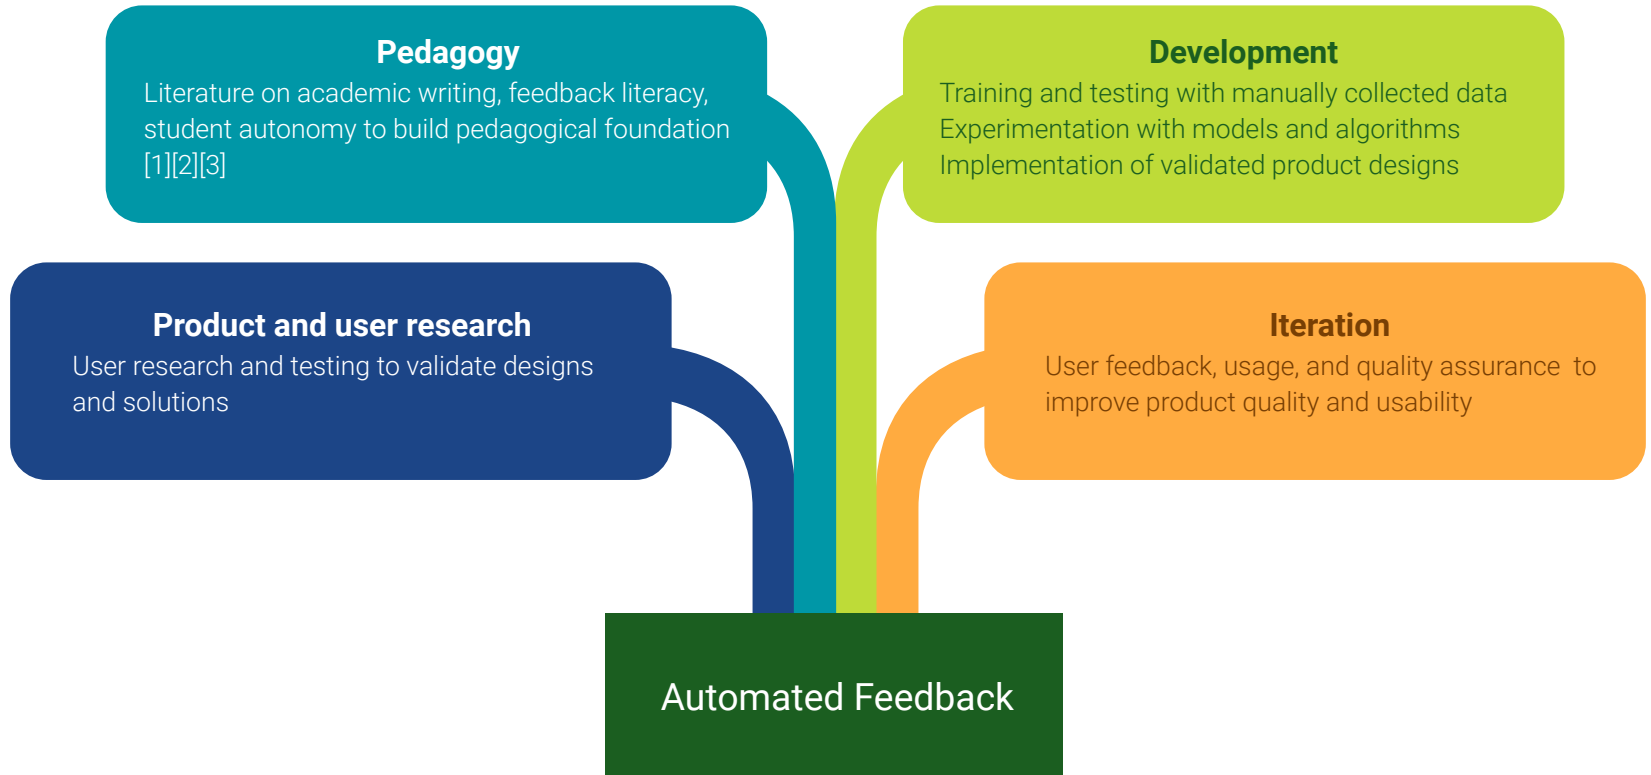 Pedagogy
Literature on academic writing, feedback literacy,
student autonomy to build pedagogical foundation
[1][2][3]
Development
Training and testing with manually collected data
Experimentation with models and algorithms
Implementation of validated product designs
Product and user research
User research and testing to validate designs
and solutions
Iteration
User feedback, usage, and quality assurance  to
improve product quality and usability
Automated Feedback